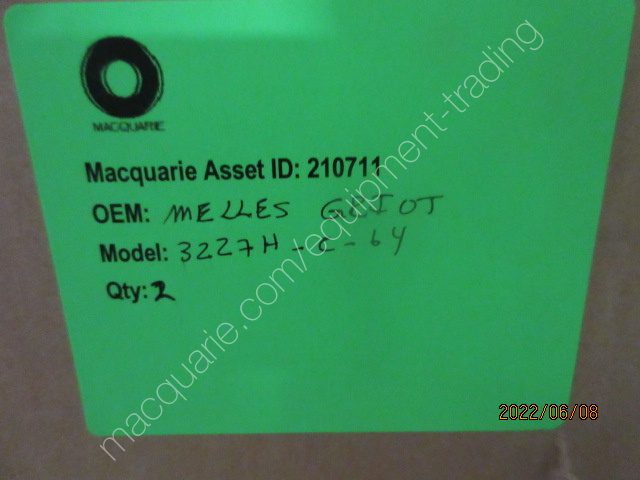 MACQUARIE
Macquarie Asset ID: 210711
OEM: MELLES GRIOT
Model: 3227H-C-64
Qty: 2
macquarie.com/equipment-trading
2022/06/08